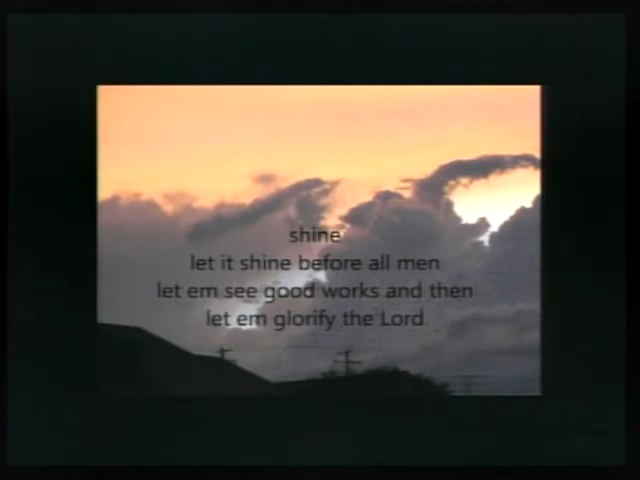 shine
let it shine before all men
let em see good works and then
let em glorify the Lord